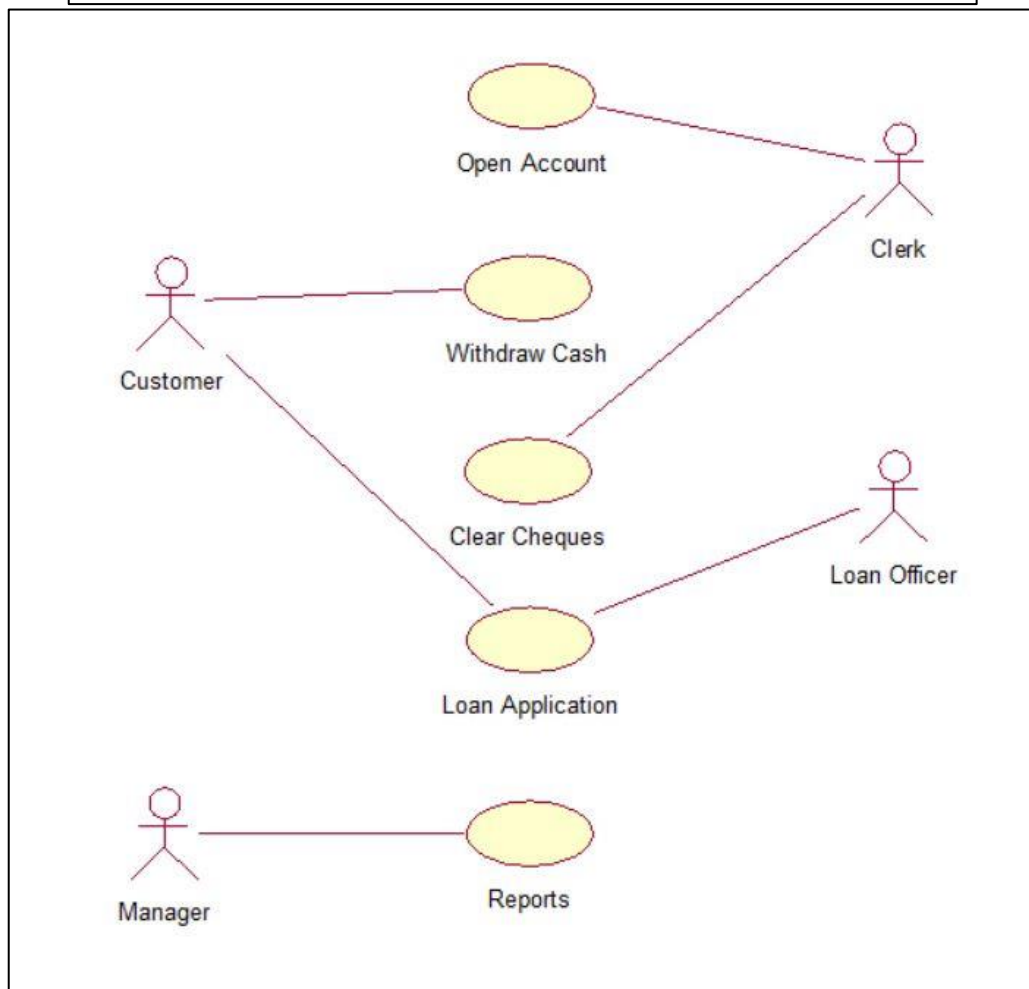 Open Account
Clerk
Withdraw Cash
Customer
Clear Cheques
Loan Officer
Loan Application
Reports
Manager